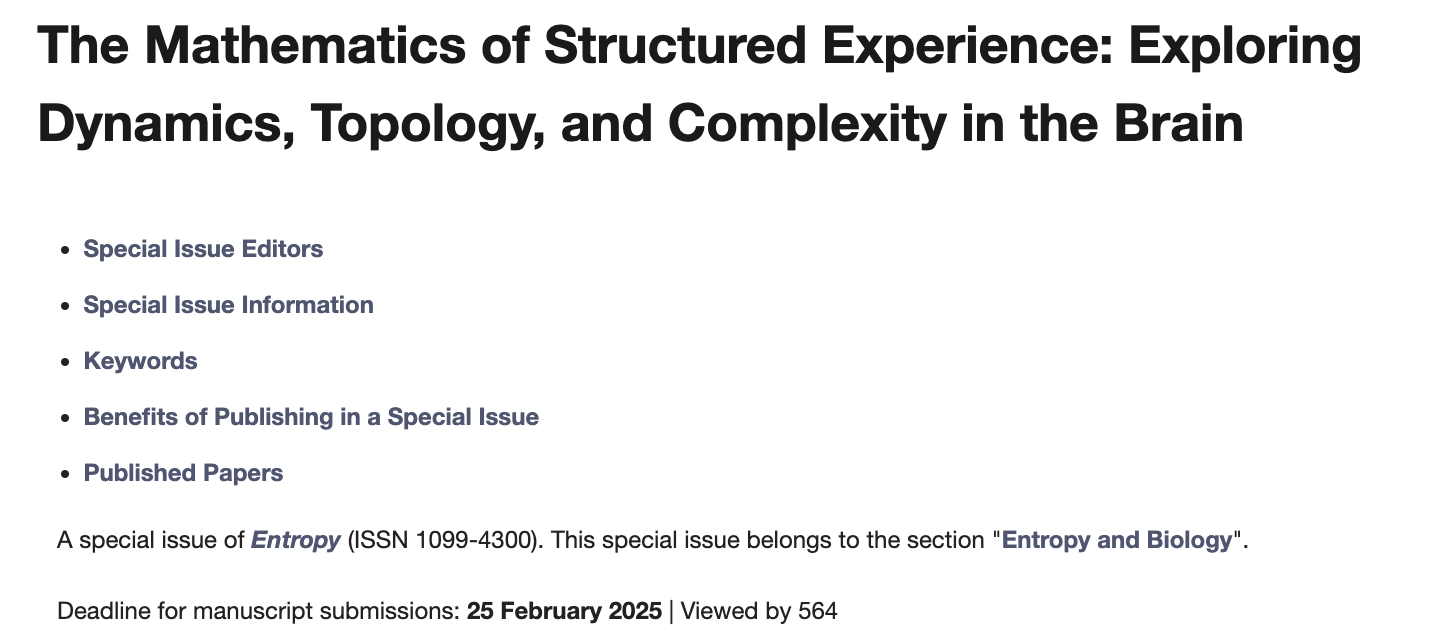 The Mathematics of Structured Experience: Exploring
Dynamics, Topology, and Complexity in the Brain
• Special Issue Editors
• Special Issue Information
• Keywords
• Benefits of Publishing in a Special Issue
• Published Papers
A special issue of Entropy (ISSN 1099-4300). This special issue belongs to the section "Entropy and Biology".
Deadline for manuscript submissions: 25 February 2025 | Viewed by 564